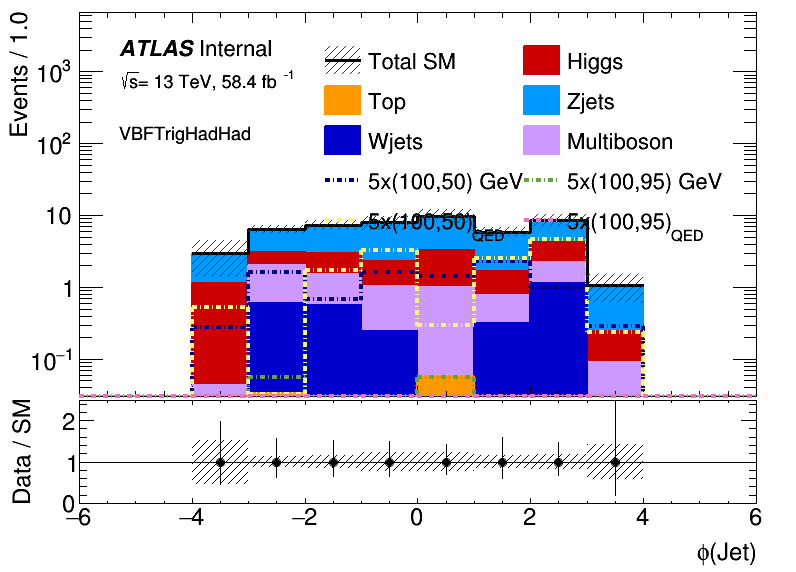 Events / 1.0
10³
10²
10
1
10⁻¹
ATLAS Internal
√s= 13 TeV, 58.4 fb ⁻¹
VBFTrigHadHad
Total SM
Higgs
Top
Zjets
Wjets
Multiboson
5x(100,50) GeV
5x(100,95) GeV
5x(100,50)QED
5x(100,95)QED
Data / SM
2
1
0
−6 −4 −2 0 2 4 6
ϕ(Jet)